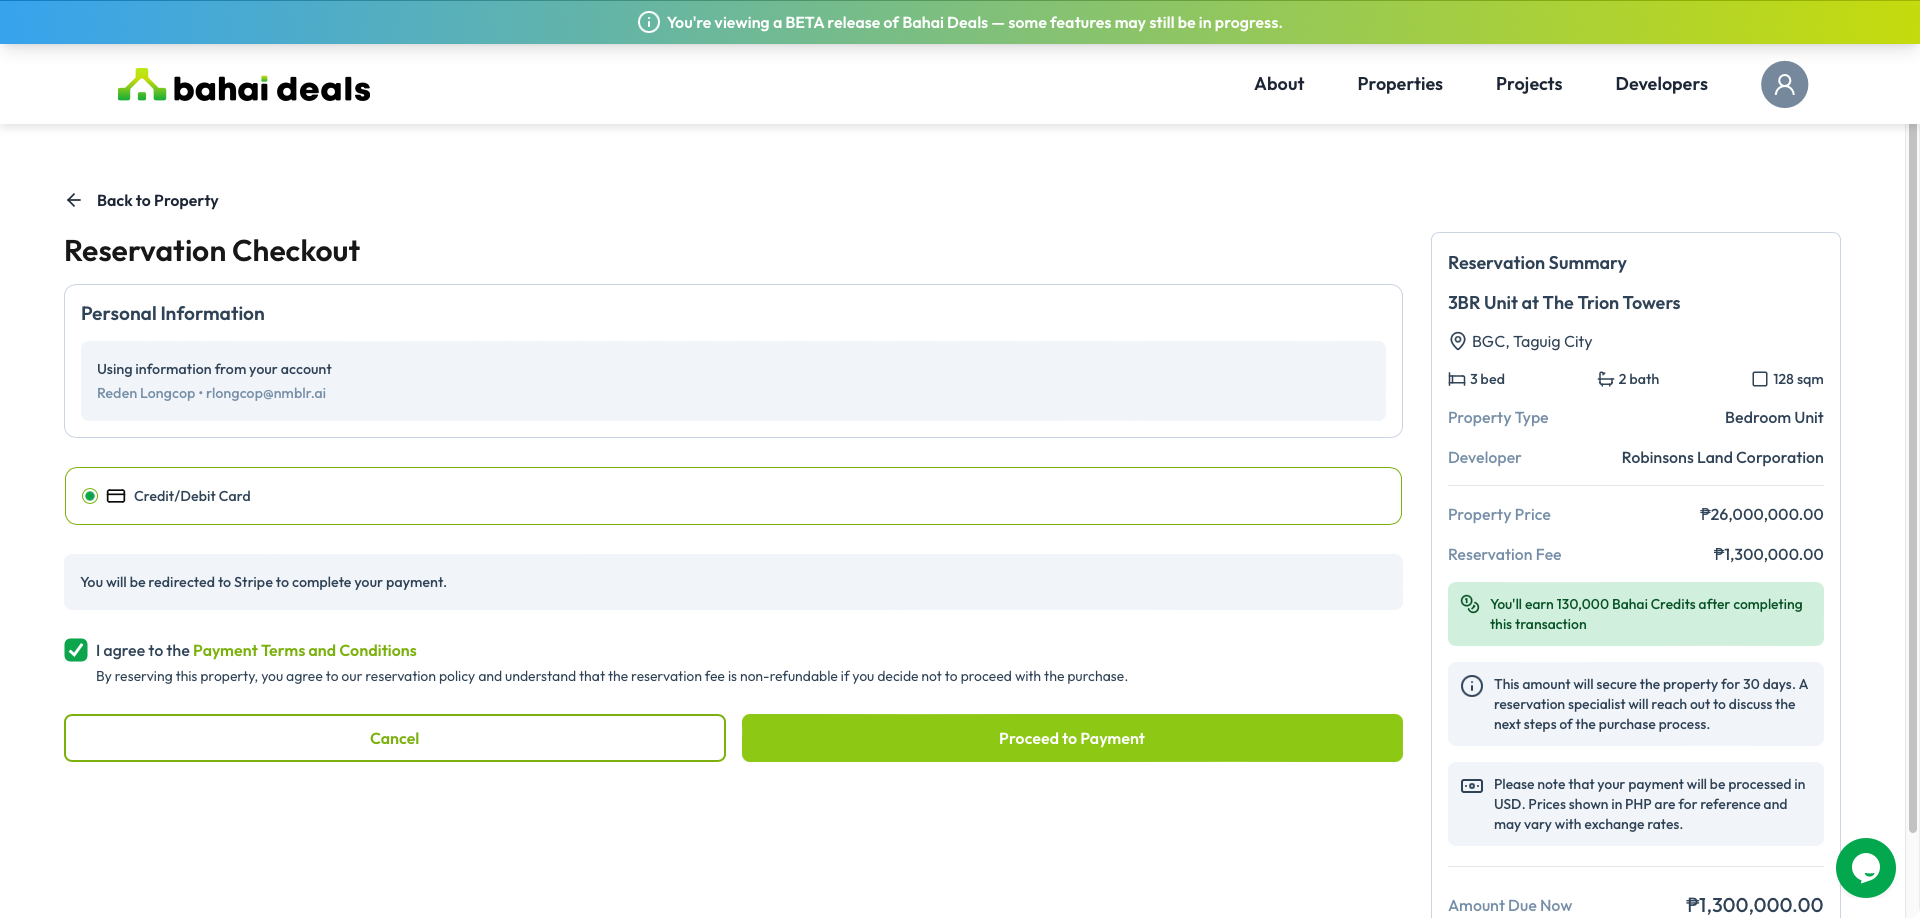 You're viewing a BETA release of Bahai Deals — some features may still be in progress.
bahai deals
About
Properties
Projects
Developers
Back to Property
Reservation Checkout
Personal Information
Using information from your account
Reden Longcop • rlongcop@nmblr.ai
Credit/Debit Card
You will be redirected to Stripe to complete your payment.
I agree to the Payment Terms and Conditions
By reserving this property, you agree to our reservation policy and understand that the reservation fee is non-refundable if you decide not to proceed with the purchase.
Cancel
Proceed to Payment
Reservation Summary
3BR Unit at The Trion Towers
BGC, Taguig City
3 bed
2 bath
128 sqm
Property Type
Bedroom Unit
Developer
Robinsons Land Corporation
Property Price
₱26,000,000.00
Reservation Fee
₱1,300,000.00
You'll earn 130,000 Bahai Credits after completing
this transaction
This amount will secure the property for 30 days. A
reservation specialist will reach out to discuss the
next steps of the purchase process.
Please note that your payment will be processed in
USD. Prices shown in PHP are for reference and
may vary with exchange rates.
Amount Due Now
₱1,300,000.00